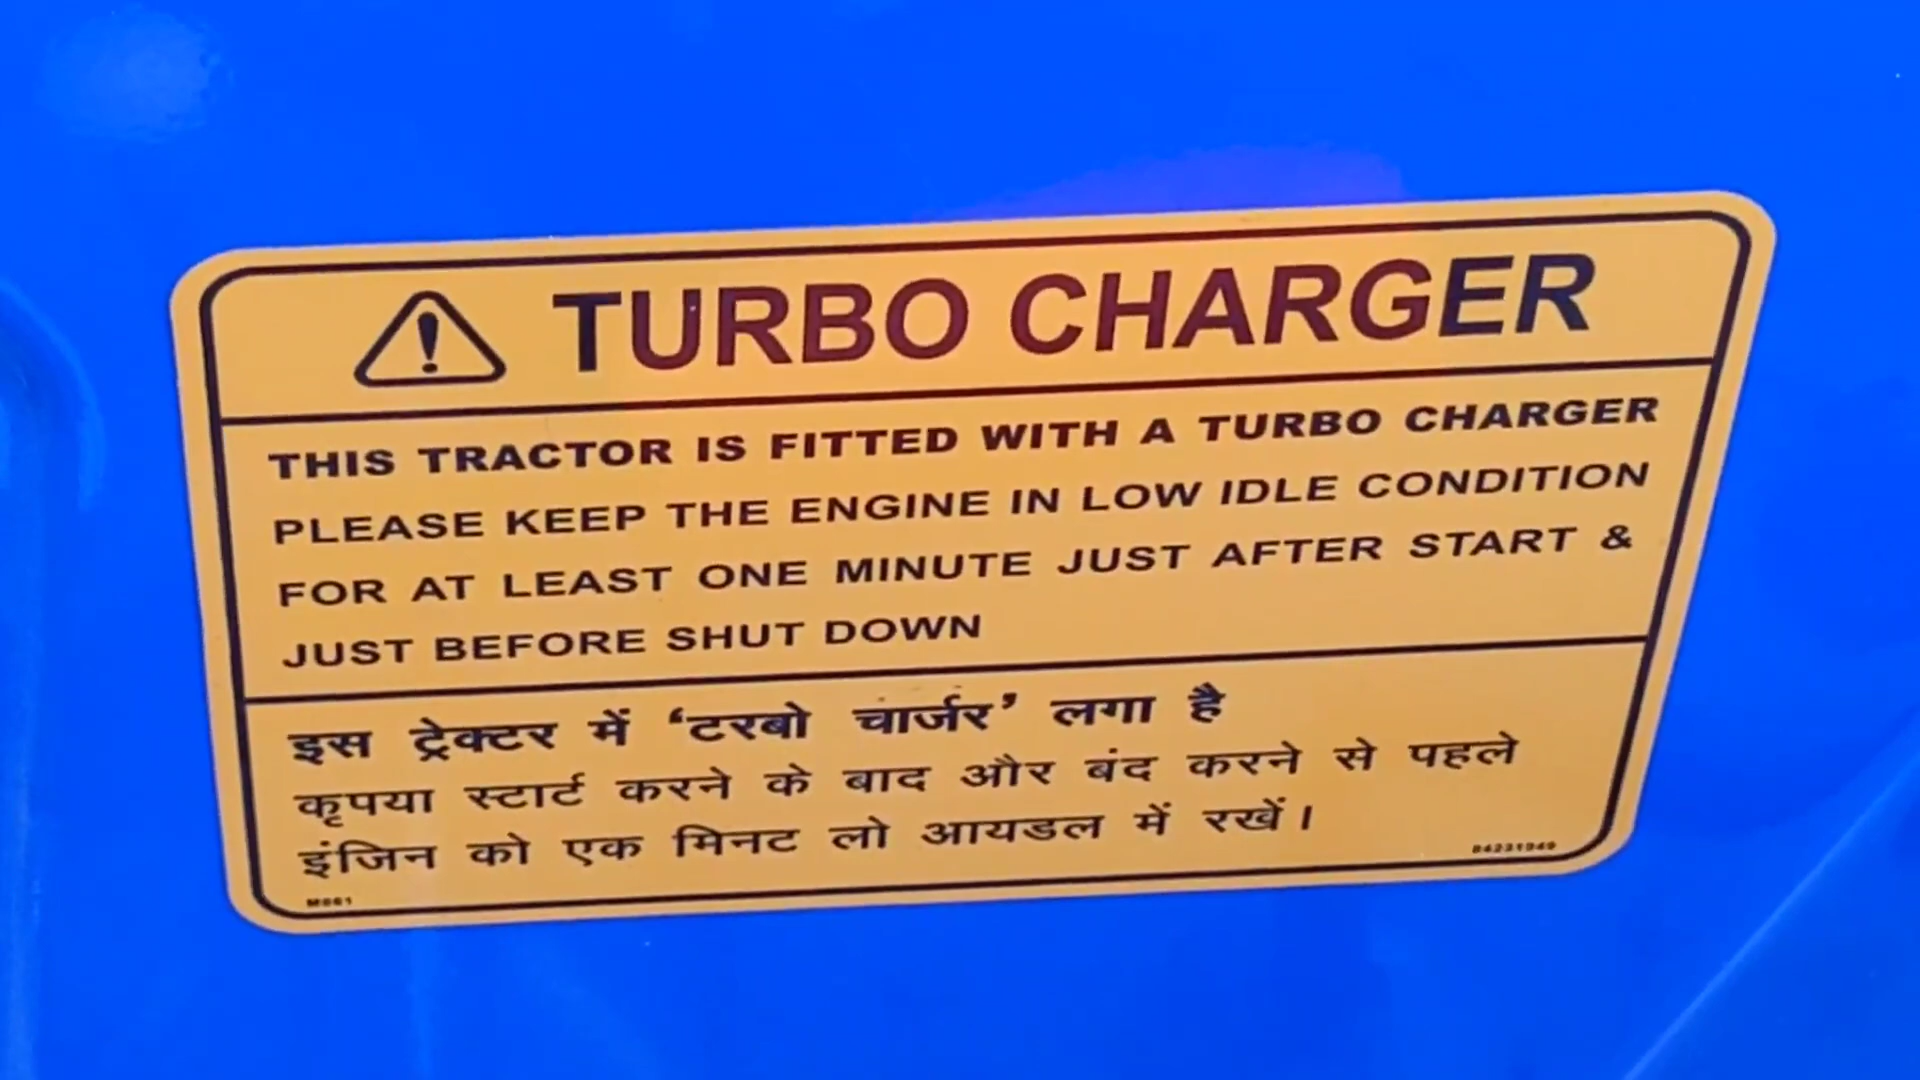 TURBO CHARGER
THIS TRACTOR IS FITTED WITH A TURBO CHARGER
PLEASE KEEP THE ENGINE IN LOW IDLE CONDITION
FOR AT LEAST ONE MINUTE JUST AFTER START &
JUST BEFORE SHUT DOWN
इस ट्रेक्टर में ‘टरबो चार्जर’ लगा है
कृपया स्टार्ट करने के बाद और बंद करने से पहले
इंजिन को एक मिनट लो आयडल में रखें।